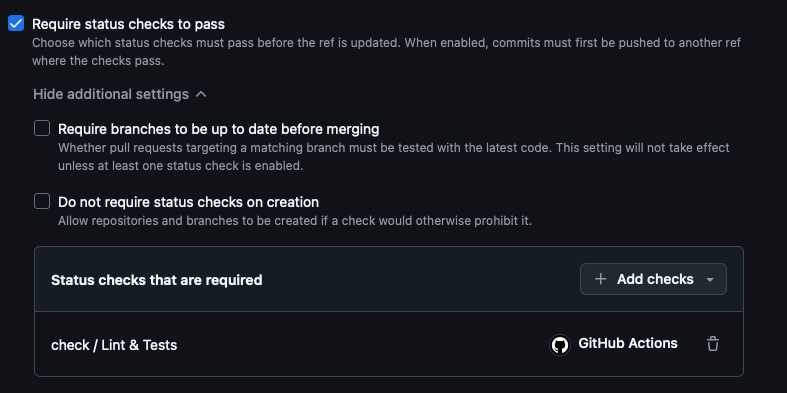 Require status checks to pass
Choose which status checks must pass before the ref is updated. When enabled, commits must first be pushed to another ref
where the checks pass.
Hide additional settings
Require branches to be up to date before merging
Whether pull requests targeting a matching branch must be tested with the latest code. This setting will not take effect
unless at least one status check is enabled.
Do not require status checks on creation
Allow repositories and branches to be created if a check would otherwise prohibit it.
Status checks that are required
Add checks
check / Lint & Tests
GitHub Actions